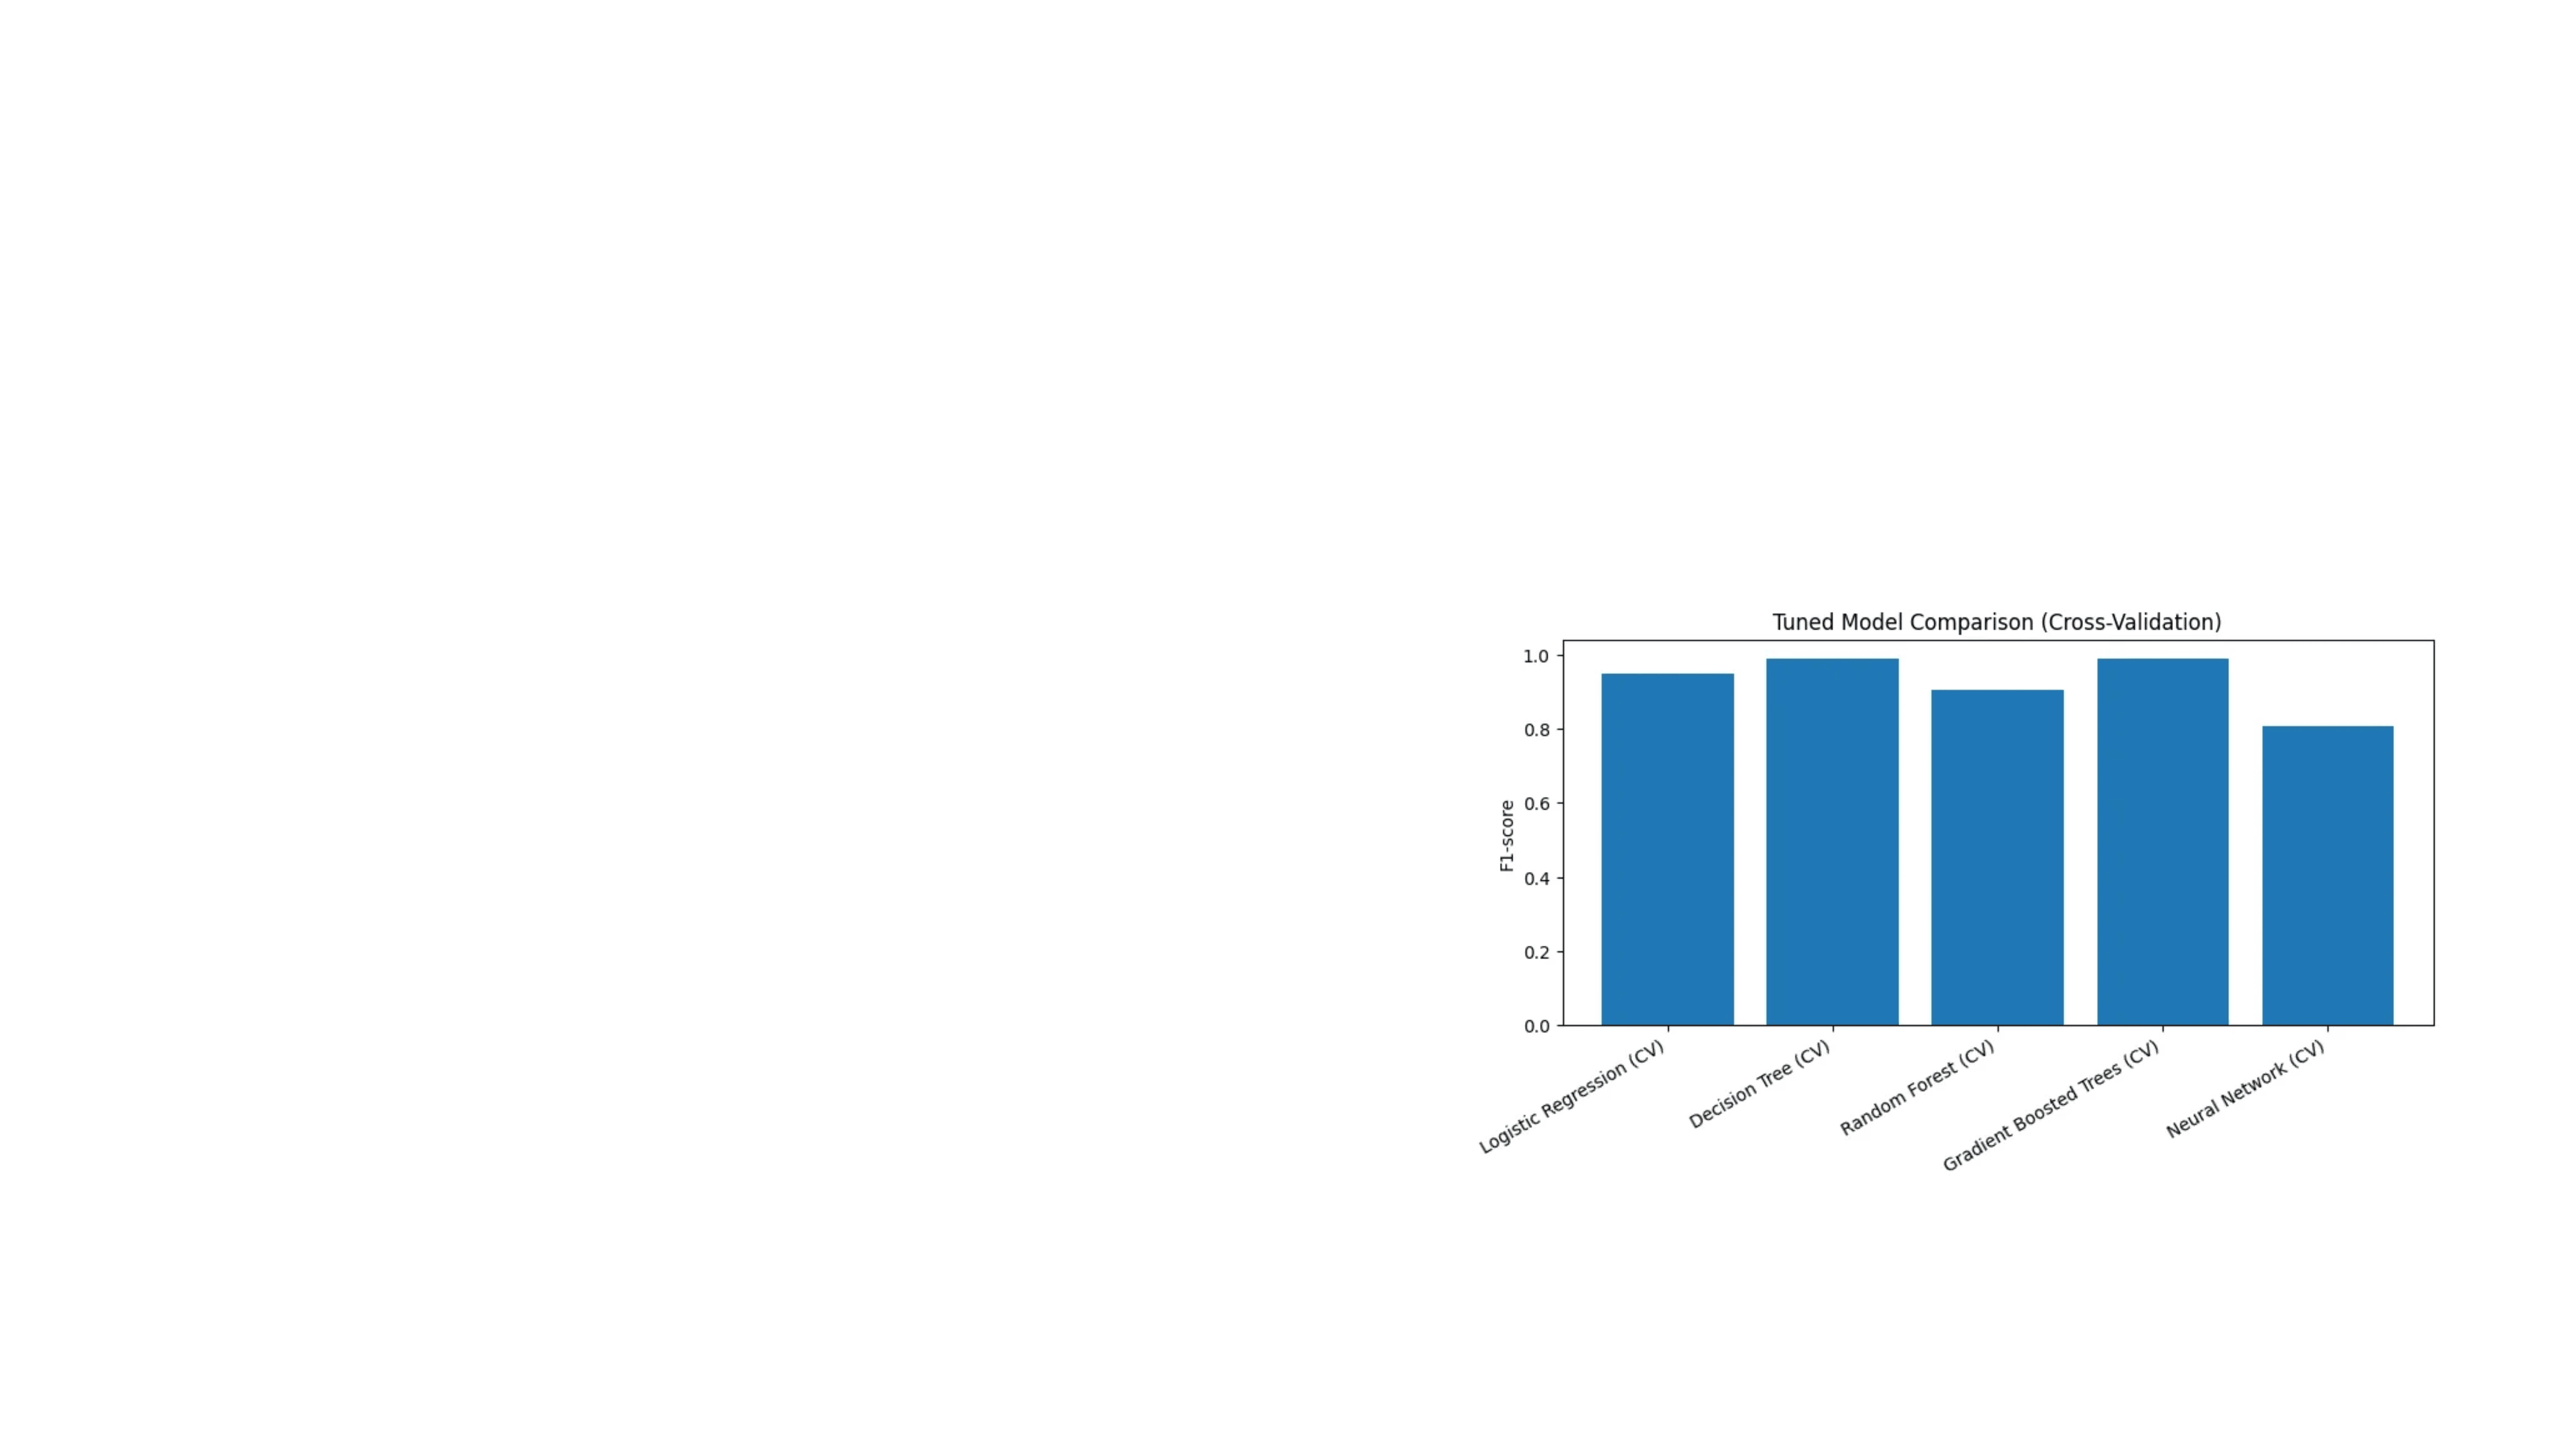 Tuned Model Comparison (Cross-Validation)
1.0
0.8
0.6
0.4
0.2
0.0
F1-score
Logistic Regression (CV)
Decision Tree (CV)
Random Forest (CV)
Gradient Boosted Trees (CV)
Neural Network (CV)